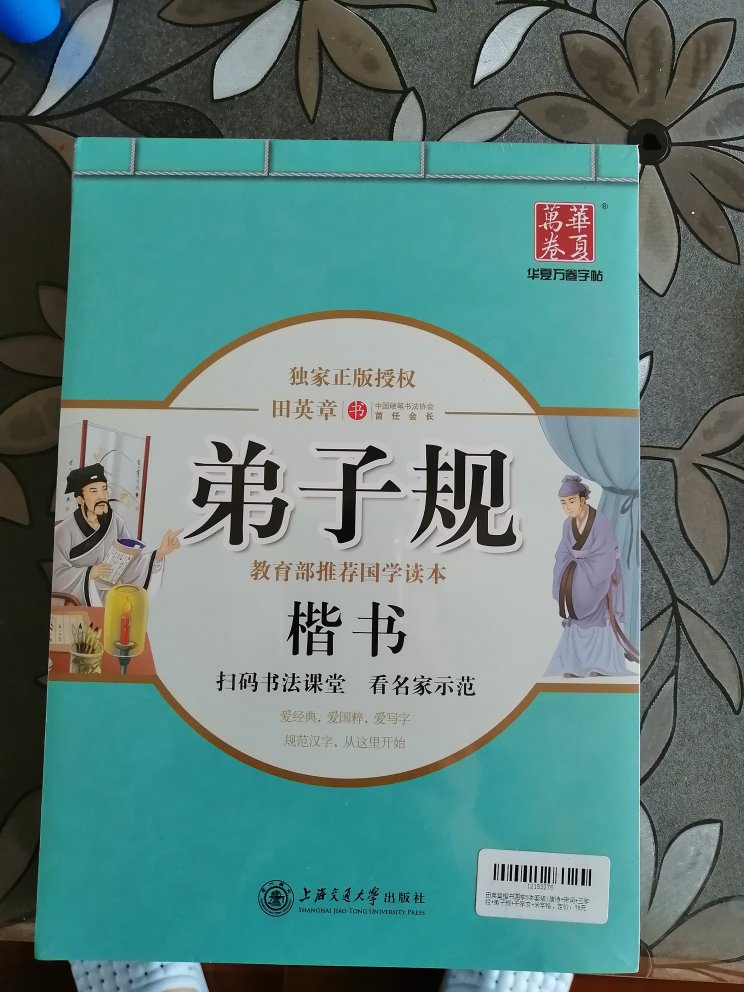 萬華
卷夏
®
华夏万卷字帖
独家正版授权
田英章 书 中国硬笔书法协会
首任会长
弟子规
教育部推荐国学读本
楷书
扫码书法课堂 看名家示范
爱经典，爱国粹，爱写字
规范汉字，从这里开始
上海交通大学出版社
SHANGHAI JIAO TONG UNIVERSITY PRESS
12153276